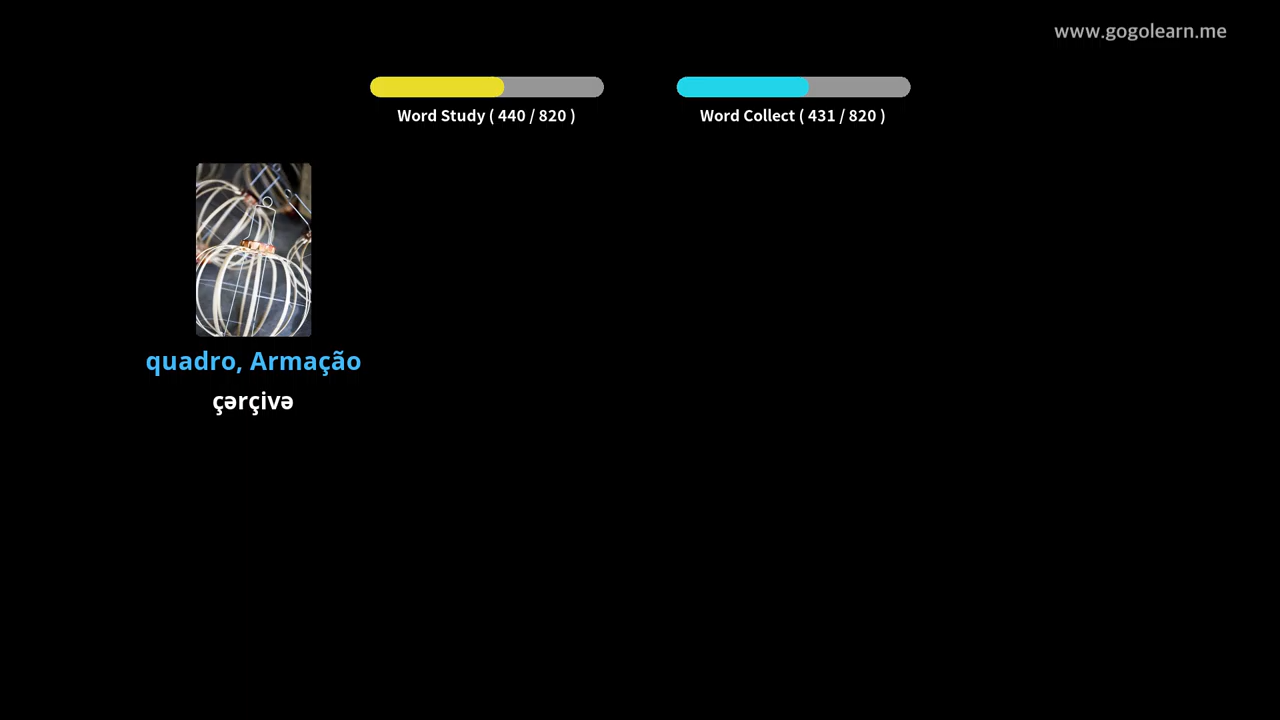 www.gogolearn.me
Word Study ( 440 / 820 )
Word Collect ( 431 / 820 )
quadro, Armação
çərçivə